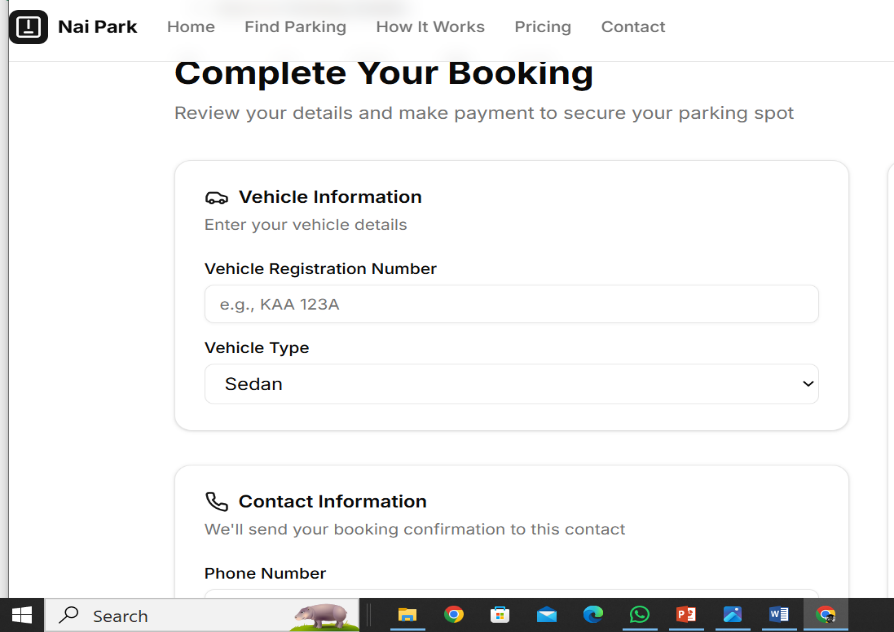 Nai Park Home Find Parking How It Works Pricing Contact
Complete Your Booking
Review your details and make payment to secure your parking spot
Vehicle Information
Enter your vehicle details
Vehicle Registration Number
e.g., KAA 123A
Vehicle Type
Sedan
Contact Information
We'll send your booking confirmation to this contact
Phone Number
Search